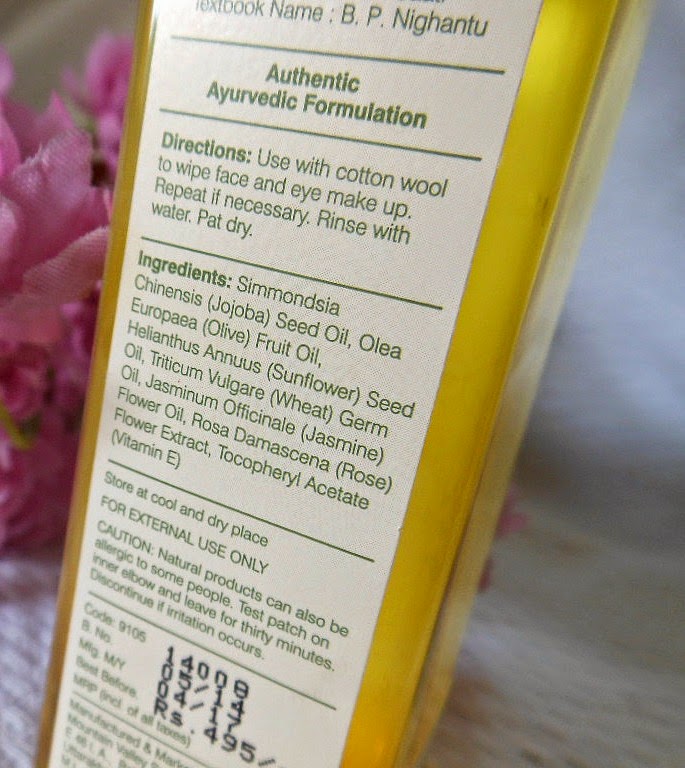 Textbook Name : B. P. Nighantu
Authentic
Ayurvedic Formulation
Directions: Use with cotton wool
to wipe face and eye make up.
Repeat if necessary. Rinse with
water. Pat dry.
Ingredients: Simmondsia
Chinensis (Jojoba) Seed Oil, Olea
Europaea (Olive) Fruit Oil,
Helianthus Annuus (Sunflower) Seed
Oil, Triticum Vulgare (Wheat) Germ
Oil, Jasminum Officinale (Jasmine)
Flower Oil, Rosa Damascena (Rose)
Flower Extract, Tocopheryl Acetate
(Vitamin E)
Store at cool and dry place
FOR EXTERNAL USE ONLY
CAUTION: Natural products can also be
allergic to some people. Test patch on
inner elbow and leave for thirty minutes.
Discontinue if irritation occurs.
Code: 9105
B. No. 14008
Mfg. M/Y
Best Before.
MRP (incl. of all taxes) Rs. 495/
Manufactured &
Mountain Valley